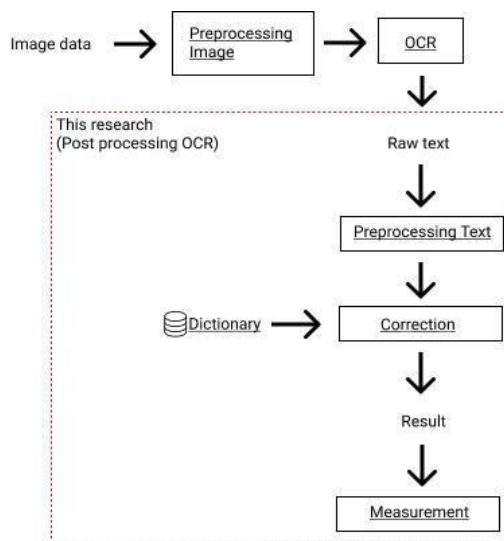 Image data
Preprocessing
Image
OCR
This research
(Post processing OCR)
Raw text
Preprocessing Text
Dictionary
Correction
Result
Measurement